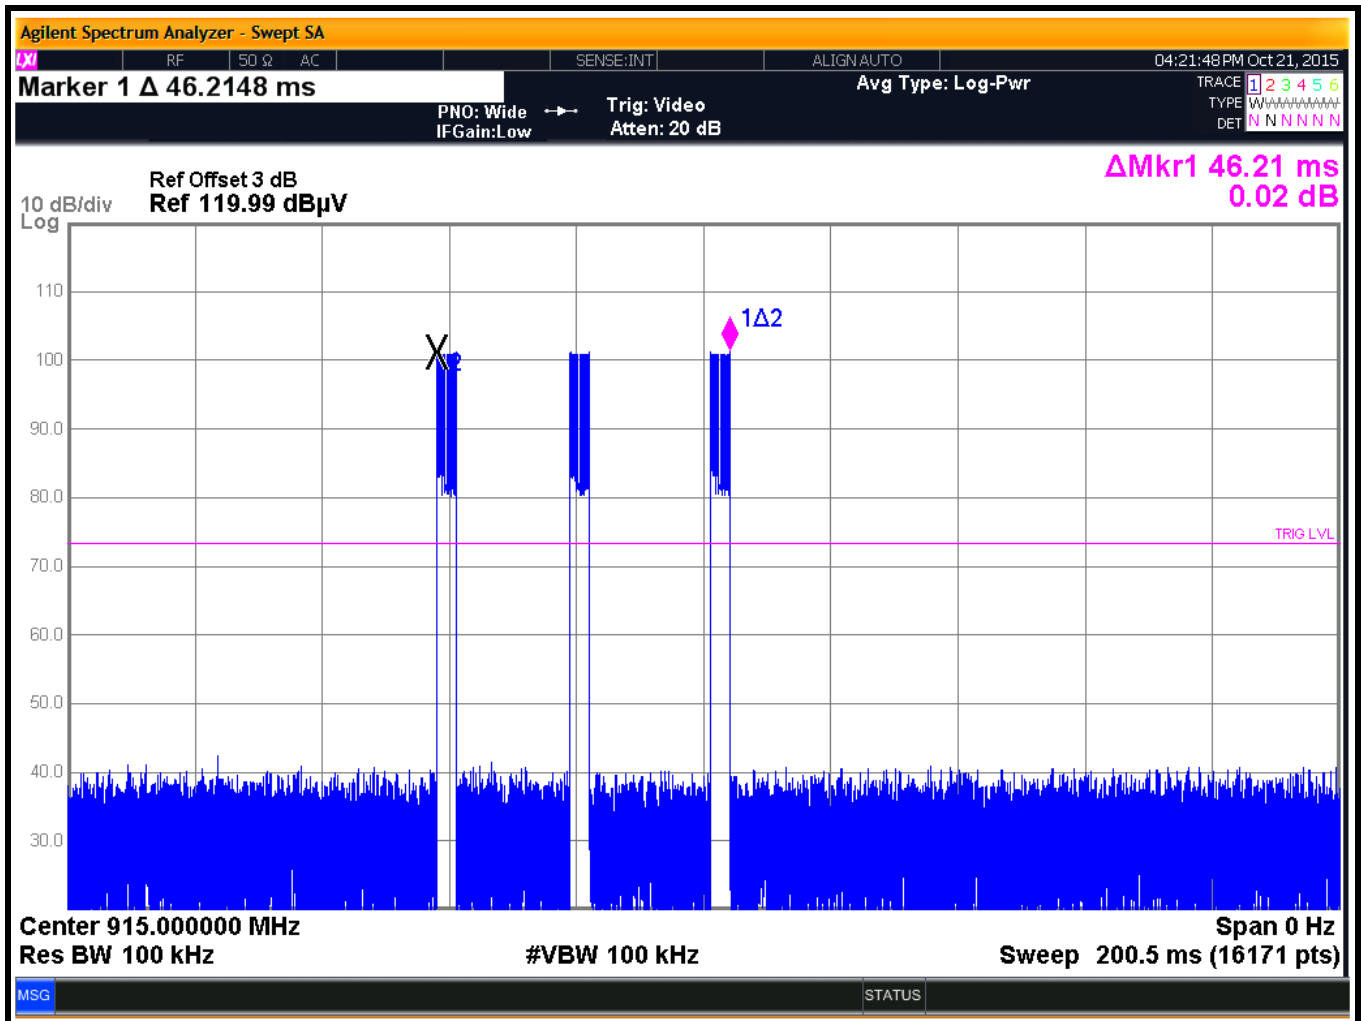 Agilent Spectrum Analyzer - Swept SA
LXI RF 50 Ω AC SENSE:INT ALIGN AUTO 04:21:48 PM Oct 21, 2015
Marker 1 Δ 46.2148 ms
PNO: Wide
IFGain:Low
Trig: Video
Atten: 20 dB
Avg Type: Log-Pwr
TRACE 1 2 3 4 5 6
TYPE W
DET N N N N N N
ΔMkr1 46.21 ms
0.02 dB
Ref Offset 3 dB
10 dB/div Ref 119.99 dBµV
Log
110
100
90.0
80.0
70.0
60.0
50.0
40.0
30.0
X2
1Δ2
TRIG LVL
Center 915.000000 MHz Span 0 Hz
Res BW 100 kHz #VBW 100 kHz Sweep 200.5 ms (16171 pts)
MSG STATUS